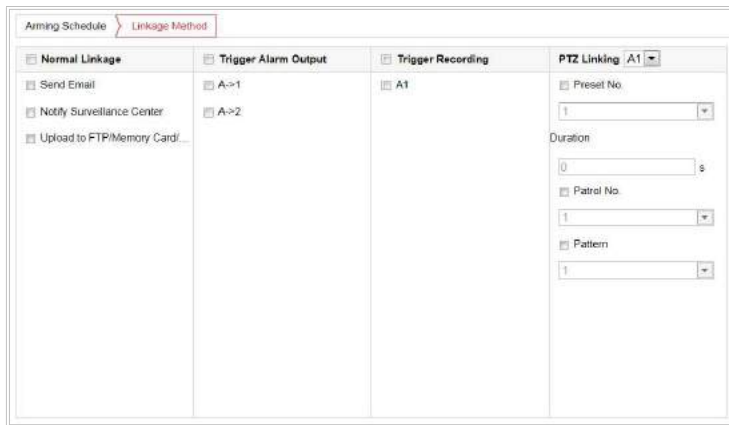 Arming Schedule Linkage Method
Normal Linkage Trigger Alarm Output Trigger Recording PTZ Linking A1
Send Email A->1 A1 Preset No.
Notify Surveillance Center A->2 1
Upload to FTP/Memory Card/... Duration
0 s
Patrol No.
1
Pattern
1